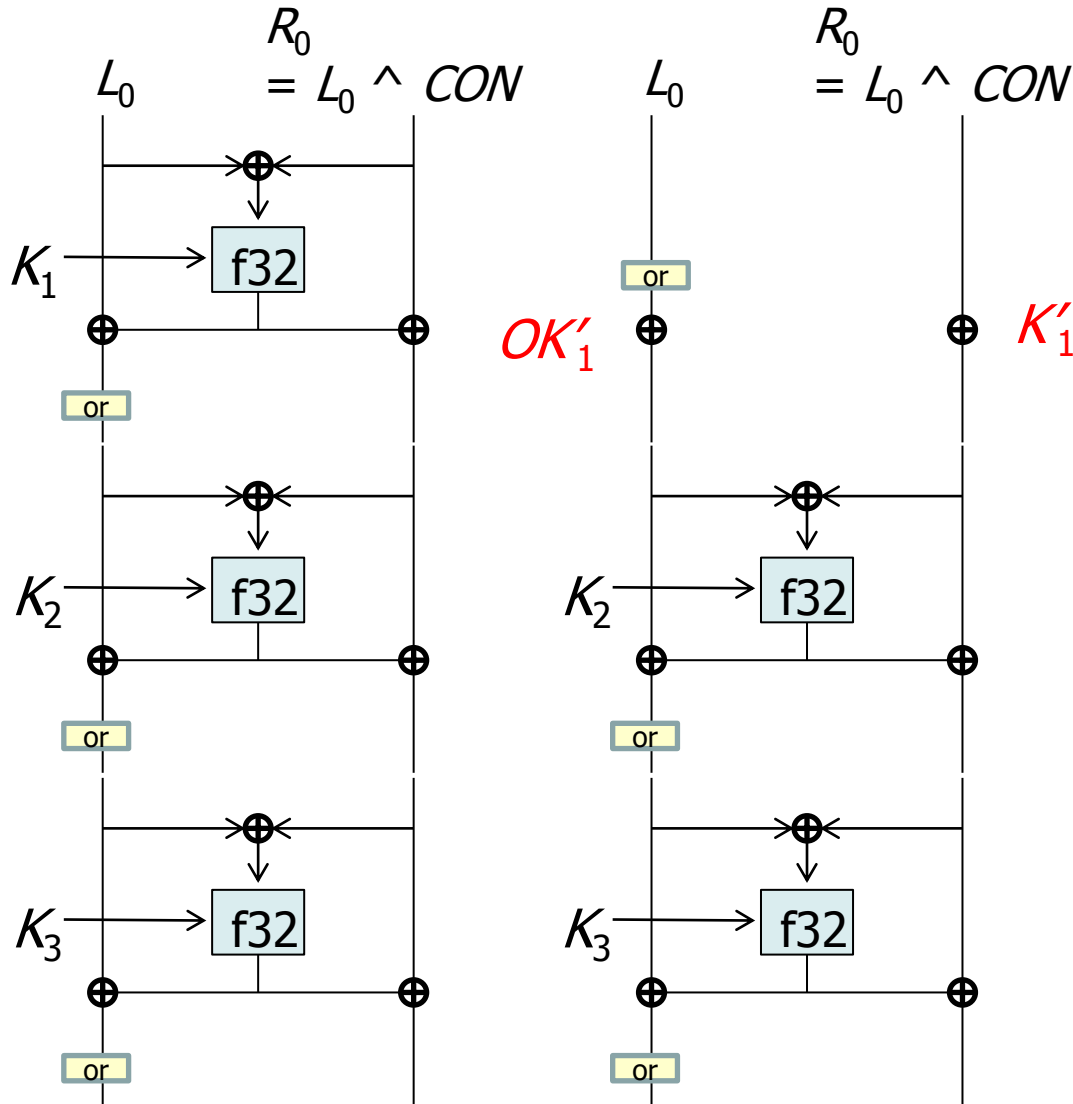 R₀
L₀ = L₀ ^ CON
K₁ f32
or
K₂ f32
or
K₃ f32
or
R₀
L₀ = L₀ ^ CON
or
OK′₁ K′₁
K₂ f32
or
K₃ f32
or